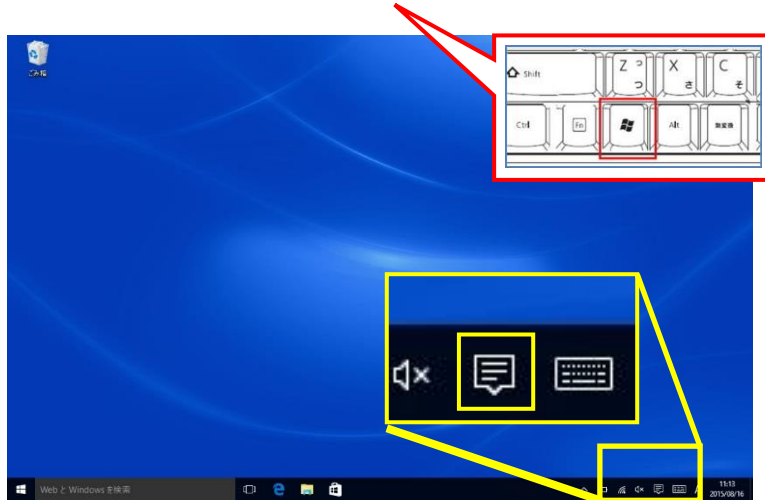 ごみ箱
Shift
Z っ
つ
X
さ
C
そ
Ctrl
Fn
Alt
無変換
Web と Windows を検索
A
11:13
2015/08/16